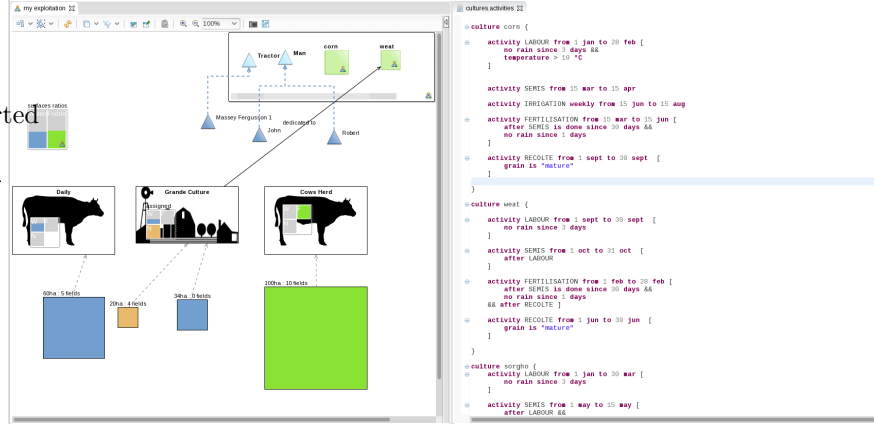 my exploitation
100%
Tractor
Man
corn
weat
surfaces ratios
rted
Massey Ferguson 1
John
dedicated to
Robert
Daily
Grande Culture
Cows Herd
assigned
60ha : 5 fields
20ha : 4 fields
34ha : 0 fields
100ha : 10 fields
cultures activities
culture corn {
activity LABOUR from 1 jan to 28 feb [
no rain since 3 days &&
temperature > 10 °C
]
activity SEMIS from 15 mar to 15 apr
activity IRRIGATION weekly from 15 jun to 15 aug
activity FERTILISATION from 15 mar to 15 jun [
after SEMIS is done since 30 days &&
no rain since 1 days
]
activity RECOLTE from 1 sept to 30 sept [
grain is "mature"
]
}
culture weat {
activity LABOUR from 1 sept to 30 sept [
no rain since 3 days
]
activity SEMIS from 1 oct to 31 oct [
after LABOUR
]
activity FERTILISATION from 1 feb to 28 feb [
after SEMIS is done since 30 days &&
no rain since 1 days
&& after RECOLTE ]
activity RECOLTE from 1 jun to 30 jun [
grain is "mature"
]
}
culture sorgho {
activity LABOUR from 1 jan to 30 mar [
no rain since 3 days
]
activity SEMIS from 1 may to 15 may [
after LABOUR &&